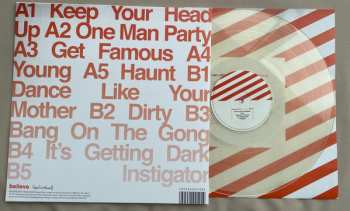 A1 Keep Your Head
Up A2 One Man Party
A3 Get Famous A4
Young A5 Haunt B1
Dance Like Your
Mother B2 Dirty B3
Bang On The Gong
B4 It's Getting Dark
B5 Instigator
believe